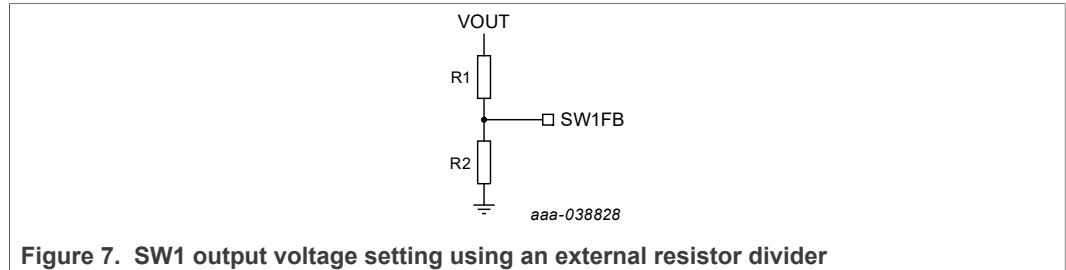 VOUT
R1
SW1FB
R2
aaa-038828
Figure 7. SW1 output voltage setting using an external resistor divider